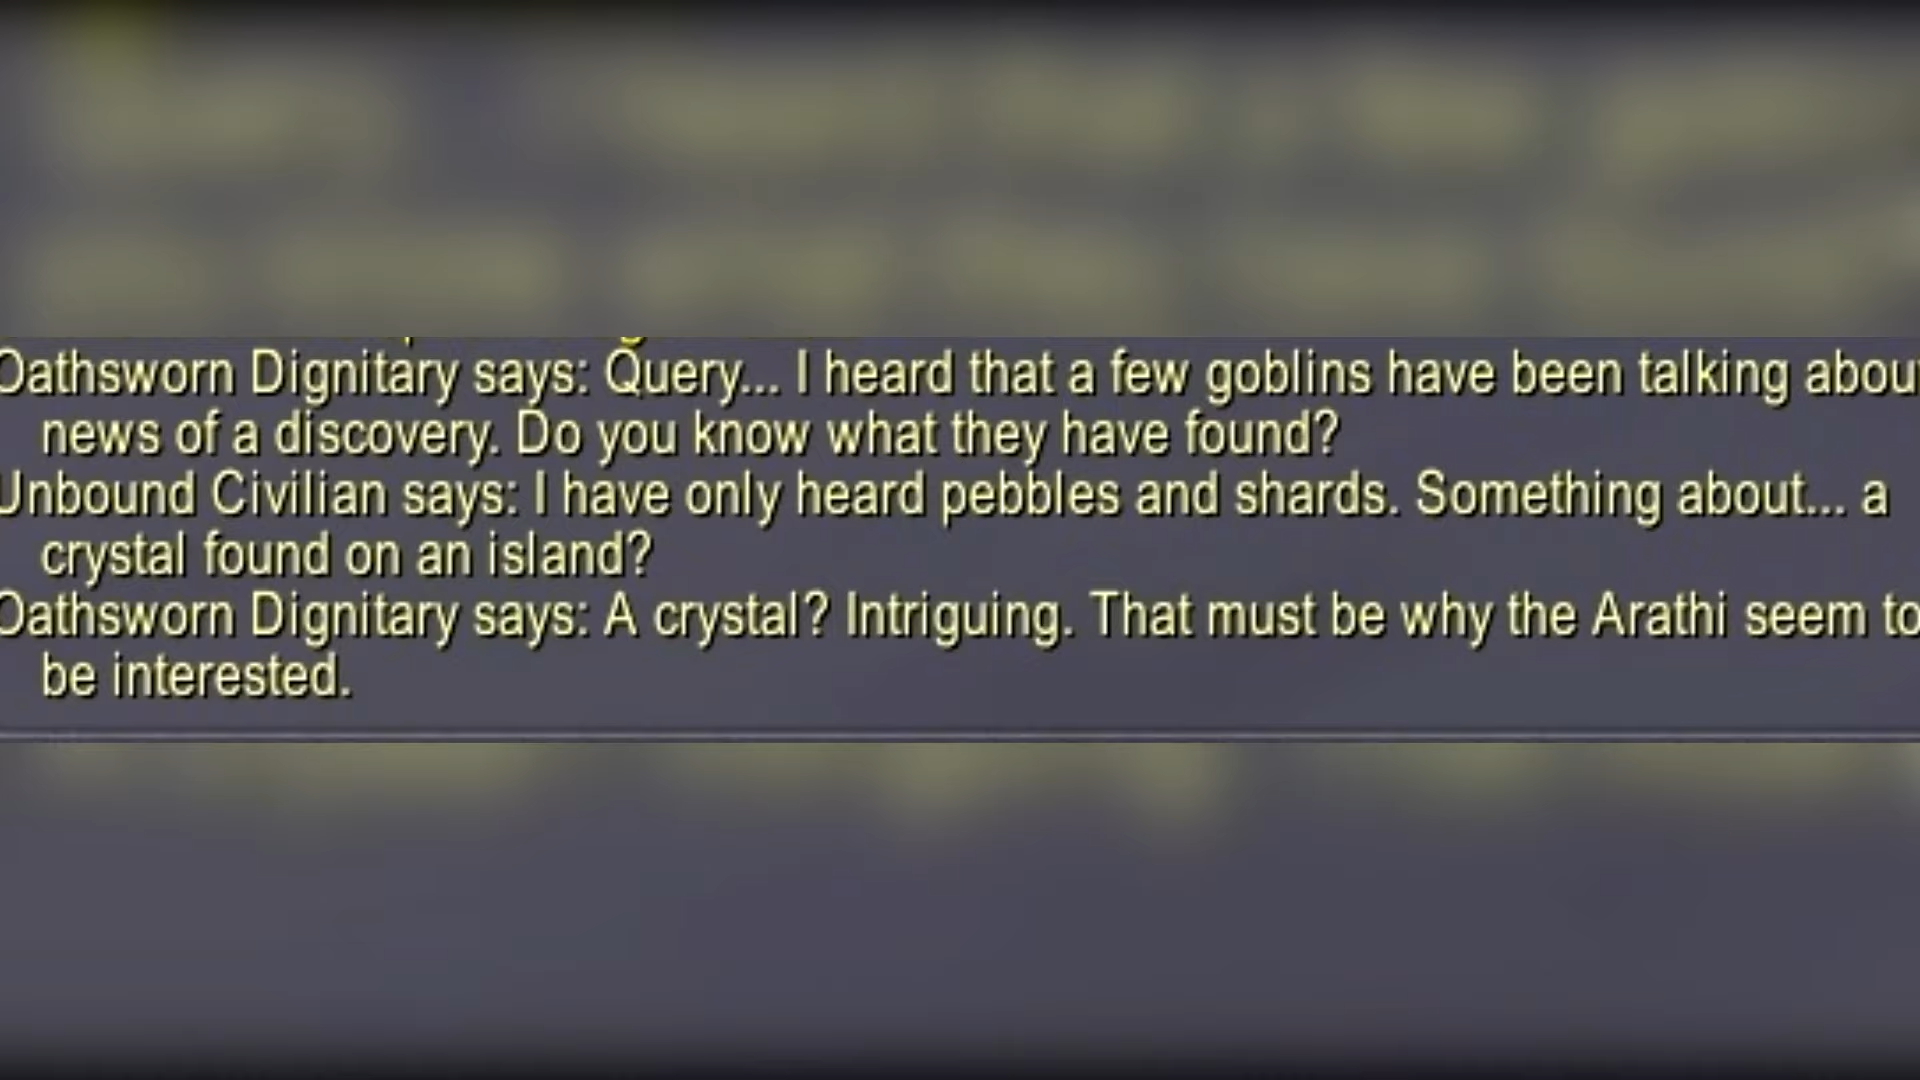 Oathsworn Dignitary says: Query... I heard that a few goblins have been talking about
news of a discovery. Do you know what they have found?
Unbound Civilian says: I have only heard pebbles and shards. Something about... a
crystal found on an island?
Oathsworn Dignitary says: A crystal? Intriguing. That must be why the Arathi seem to
be interested.